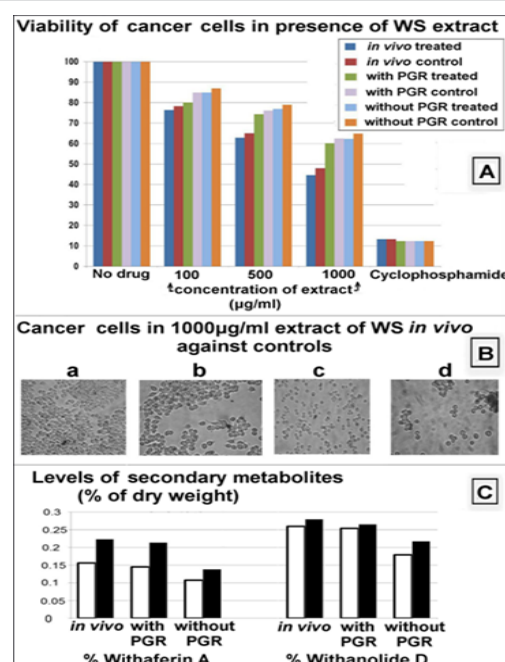 Viability of cancer cells in presence of WS extract
in vivo treated
in vivo control
with PGR treated
with PGR control
without PGR treated
without PGR control
100
90
80
70
60
50
40
30
20
10
0
A
No drug 100 500 1000 Cyclophosphamide
concentration of extract
(µg/ml)
Cancer cells in 1000µg/ml extract of WS in vivo
against controls
B
a b c d
Levels of secondary metabolites
(% of dry weight)
C
0.3
0.25
0.2
0.15
0.1
0.05
0
in vivo with PGR without PGR in vivo with PGR without PGR
% Withaferin A % Withanolide D